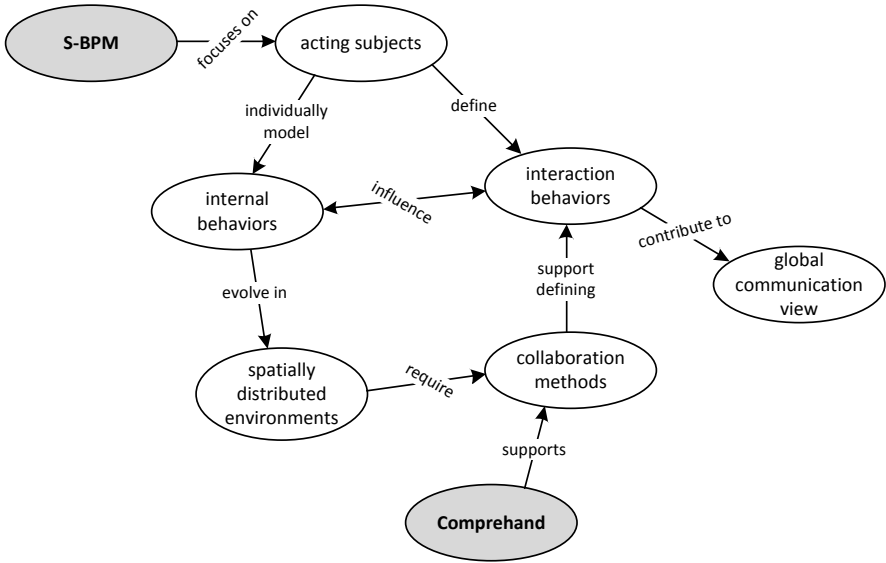 S-BPM
focuses on
acting subjects
individually
model
define
internal
behaviors
influence
interaction
behaviors
contribute to
global
communication
view
evolve in
support
defining
spatially
distributed
environments
require
collaboration
methods
supports
Comprehand